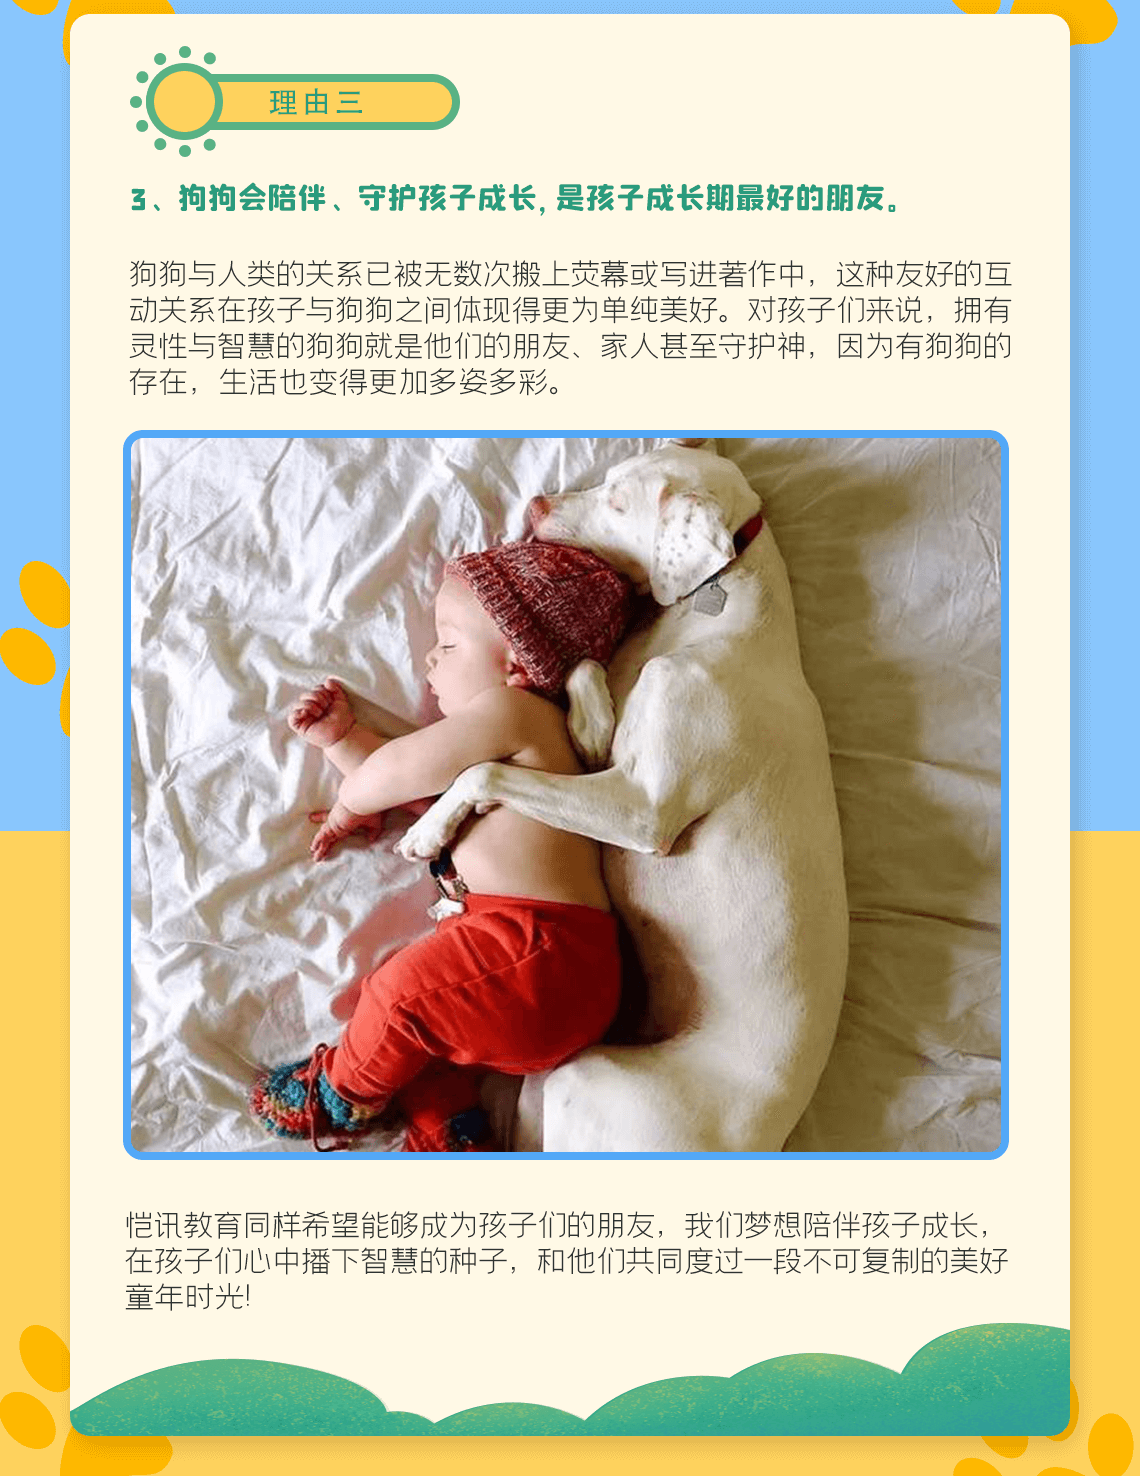 理由三
3、狗狗会陪伴、守护孩子成长,是孩子成长期最好的朋友。
狗狗与人类的关系已被无数次搬上荧幕或写进著作中，这种友好的互
动关系在孩子与狗狗之间体现得更为单纯美好。对孩子们来说，拥有
灵性与智慧的狗狗就是他们的朋友、家人甚至守护神，因为有狗狗的
存在，生活也变得更加多姿多彩。
恺讯教育同样希望能够成为孩子们的朋友，我们梦想陪伴孩子成长，
在孩子们心中播下智慧的种子，和他们共同度过一段不可复制的美好
童年时光!